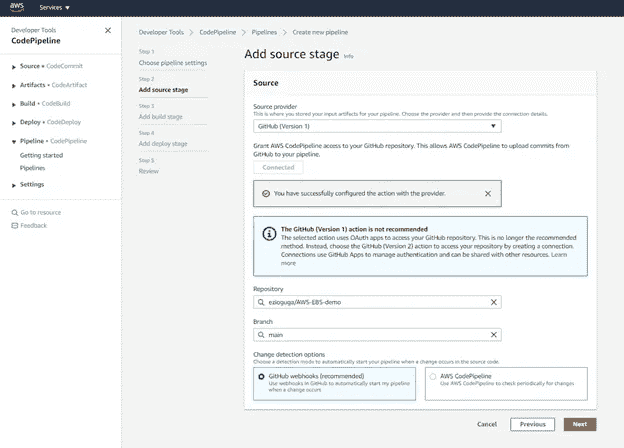 aws
Services
Developer Tools
CodePipeline
Source • CodeCommit
Artifacts • CodeArtifact
Build • CodeBuild
Deploy • CodeDeploy
Pipeline • CodePipeline
Getting started
Pipelines
Settings
Go to resource
Feedback
Developer Tools > CodePipeline > Pipelines > Create new pipeline
Step 1
Choose pipeline settings
Step 2
Add source stage
Step 3
Add build stage
Step 4
Add deploy stage
Step 5
Review
Add source stage Info
Source
Source provider
This is where you stored your input artifacts for your pipeline. Choose the provider and then provide the connection details.
GitHub (Version 1)
Grant AWS CodePipeline access to your GitHub repository. This allows AWS CodePipeline to upload commits from
GitHub to your pipeline.
Connected
You have successfully configured the action with the provider.
The GitHub (Version 1) action is not recommended
The selected action uses OAuth apps to access your GitHub repository. This is no longer the recommended
method. Instead, choose the GitHub (Version 2) action to access your repository by creating a connection.
Connections use GitHub Apps to manage authentication and can be shared with other resources. Learn
more
Repository
/AWS-EBS-demo
Branch
main
Change detection options
Choose a detection mode to automatically start your pipeline when a change occurs in the source code.
GitHub webhooks (recommended)
Use webhooks in GitHub to automatically start my pipeline
when a change occurs
AWS CodePipeline
Use AWS CodePipeline to check periodically for changes
Cancel
Previous
Next